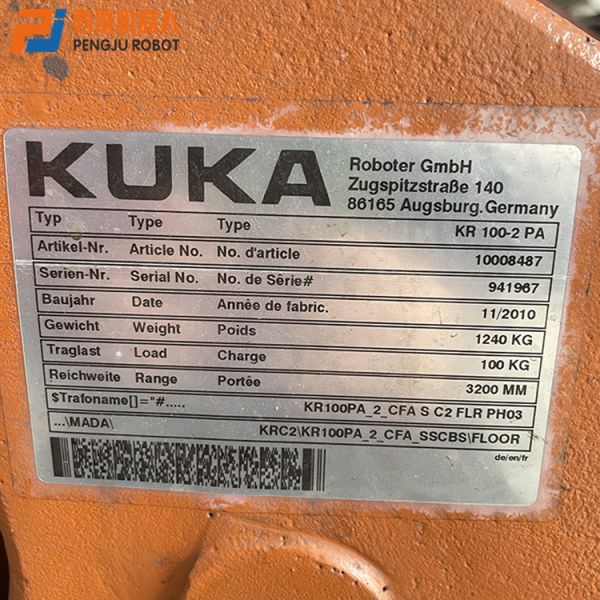 PENGJU ROBOT
KUKA
Roboter GmbH
Zugspitzstraße 140
86165 Augsburg.Germany
Typ Type Type KR 100-2 PA
Artikel-Nr. Article No. No. d'article 10008487
Serien-Nr. Serial No. No. de Sêrie# 941967
Baujahr Date Annêe de fabric. 11/2010
Gewicht Weight Poids 1240 KG
Traglast Load Charge 100 KG
Reichweite Range Portêe 3200 MM
$Trafoname[]="#..... KR100PA_2_CFA S C2 FLR PH03
...\MADA\ KRC2\KR100PA_2_CFA_SSCBS\FLOOR
de/en/fr